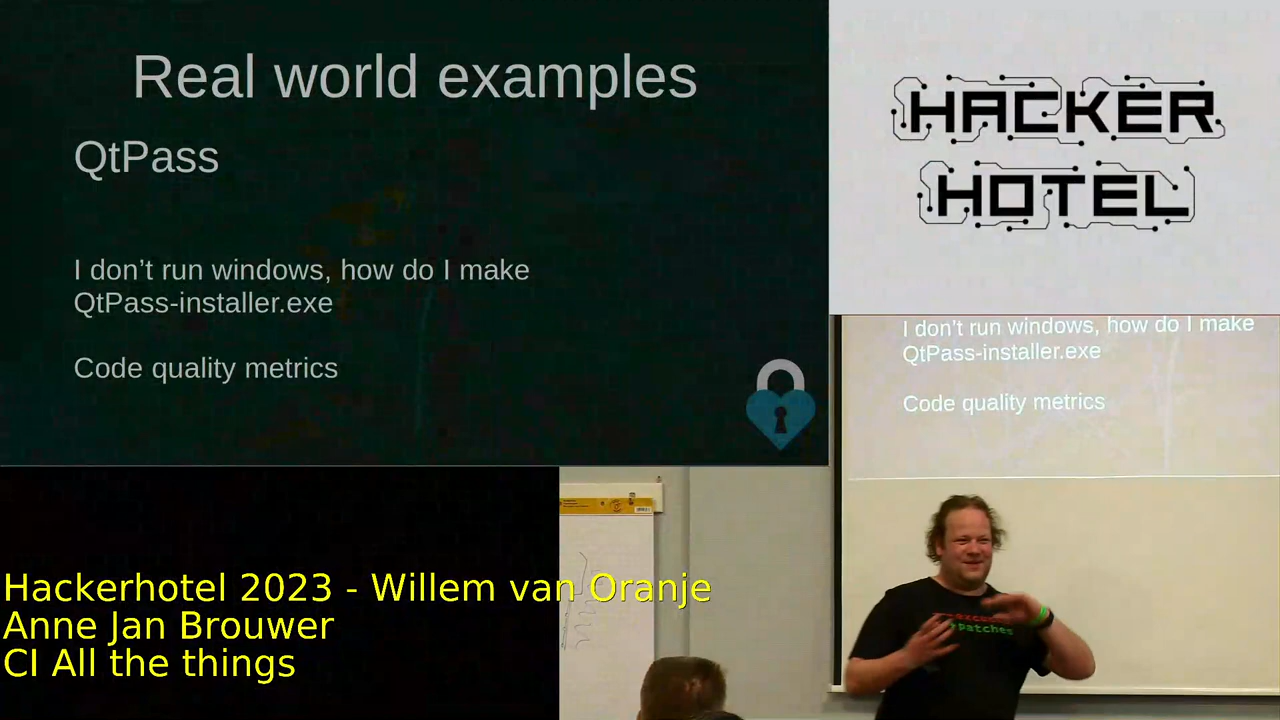 Real world examples
QtPass
I don’t run windows, how do I make
QtPass-installer.exe
Code quality metrics
HACKER
HOTEL
I don’t run windows, how do I make
QtPass-installer.exe
Code quality metrics
patches
Hackerhotel 2023 - Willem van Oranje
Anne Jan Brouwer
CI All the things